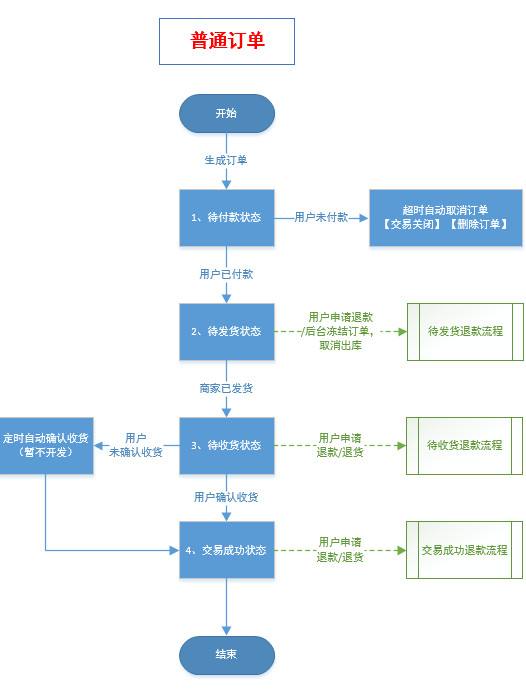 普通订单
开始
生成订单
1、待付款状态
用户未付款
超时自动取消订单
【交易关闭】【删除订单】
用户已付款
2、待发货状态
用户申请退款
/后台冻结订单，
取消出库
待发货退款流程
商家已发货
定时自动确认收货
（暂不开发）
用户
未确认收货
3、待收货状态
用户申请
退款/退货
待收货退款流程
用户确认收货
4、交易成功状态
用户申请
退款/退货
交易成功退款流程
结束